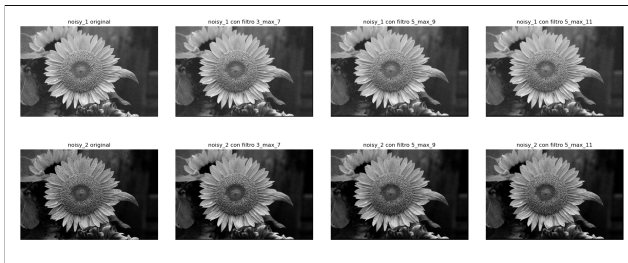 noisy_1 original
noisy_1 con filtro 3_max_7
noisy_1 con filtro 5_max_9
noisy_1 con filtro 5_max_11
noisy_2 original
noisy_2 con filtro 3_max_7
noisy_2 con filtro 5_max_9
noisy_2 con filtro 5_max_11